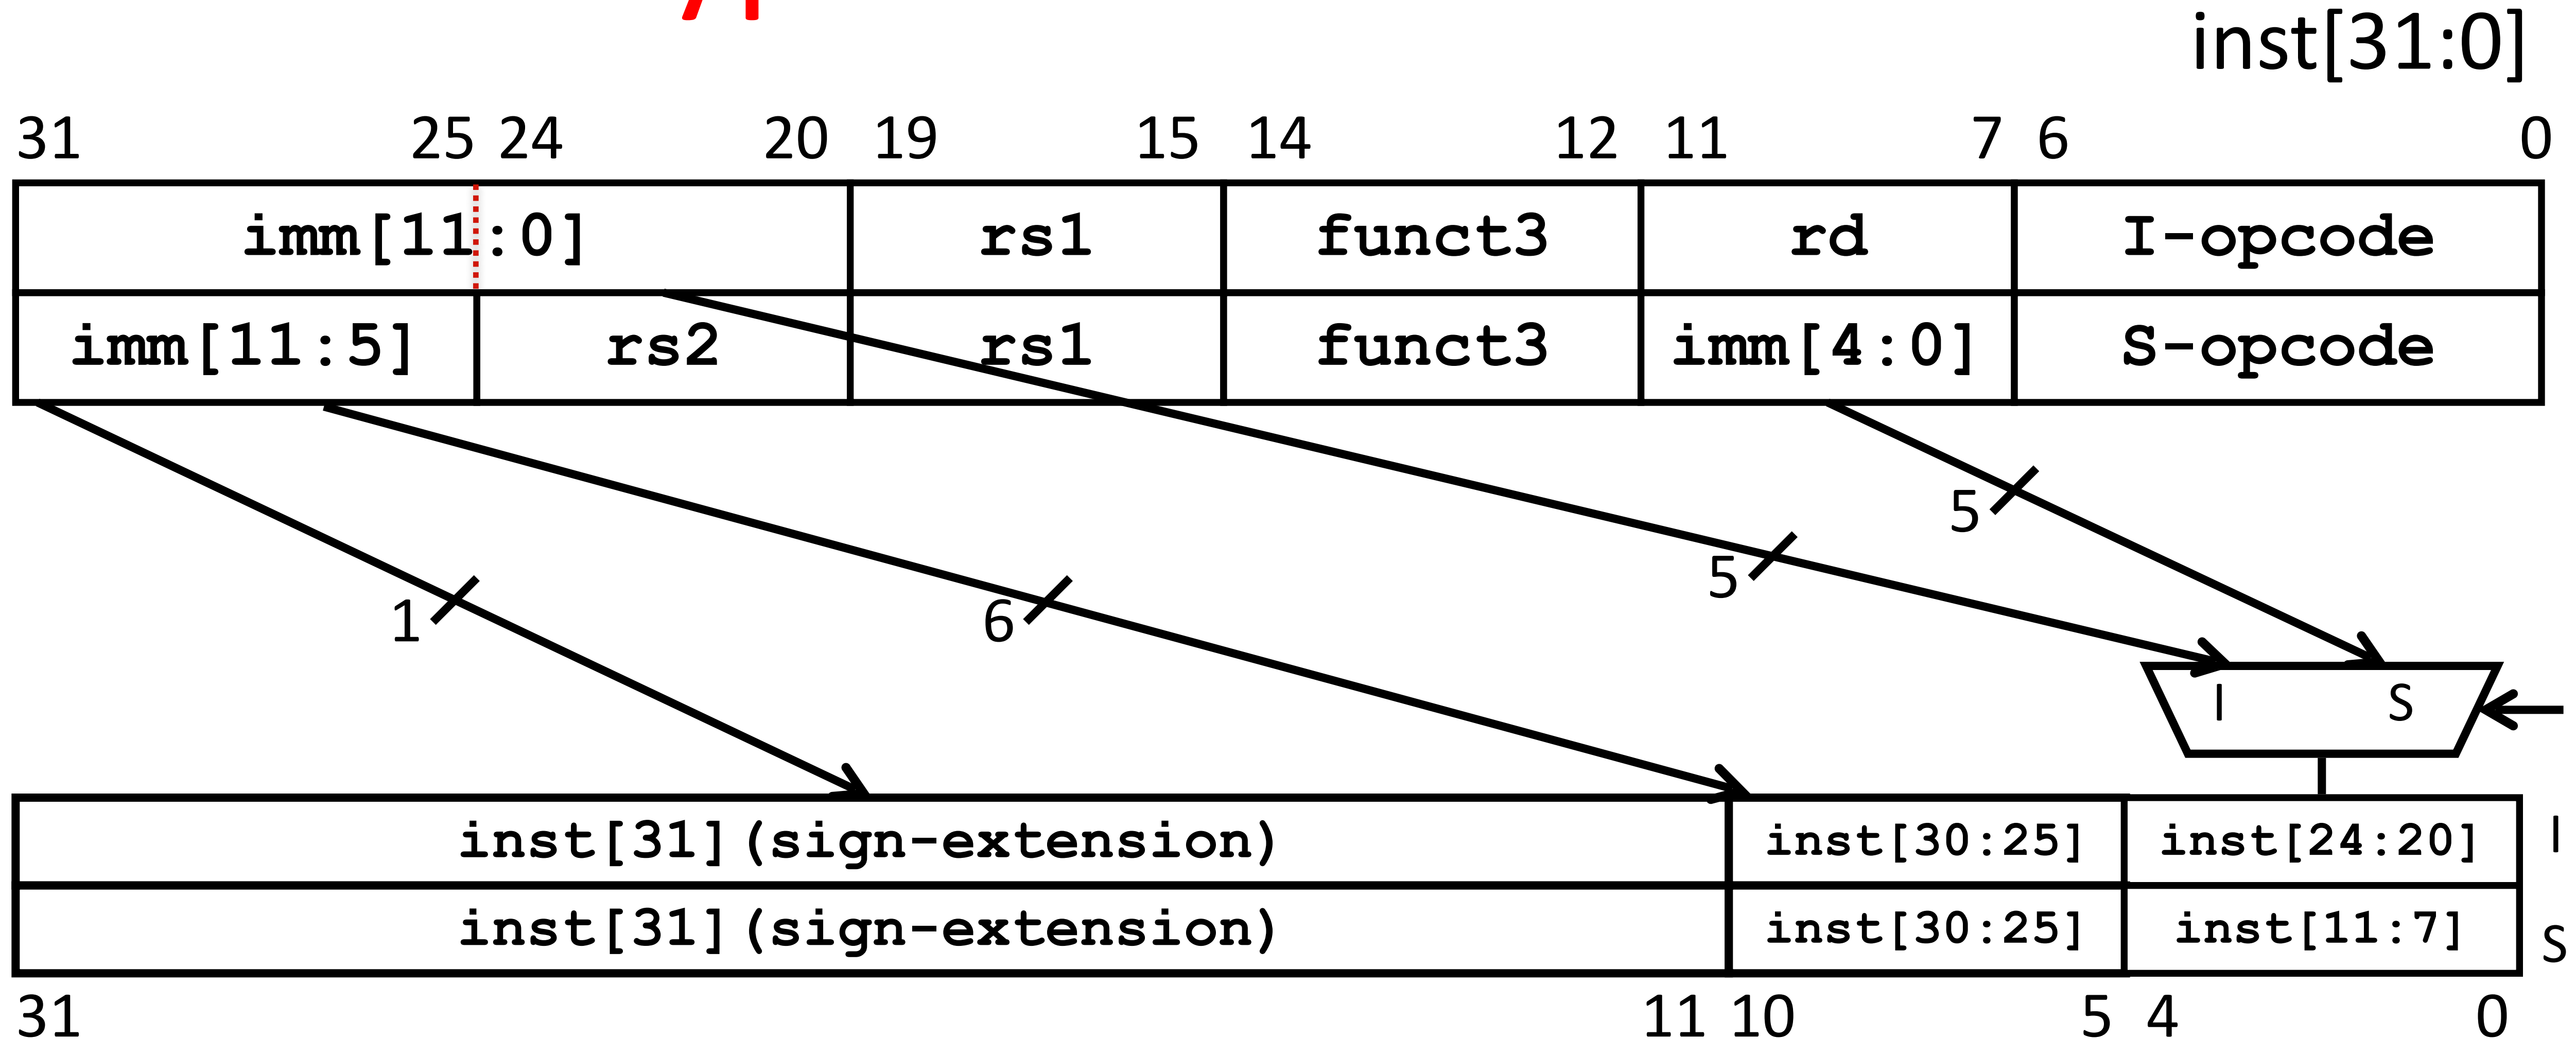 inst[31:0]
31 25 24 20 19 15 14 12 11 7 6 0
imm[11:0] rs1 funct3 rd I-opcode
imm[11:5] rs2 rs1 funct3 imm[4:0] S-opcode
5
5
1 6
I S
inst[31](sign-extension) inst[30:25] inst[24:20] I
inst[31](sign-extension) inst[30:25] inst[11:7] S
31 11 10 5 4 0